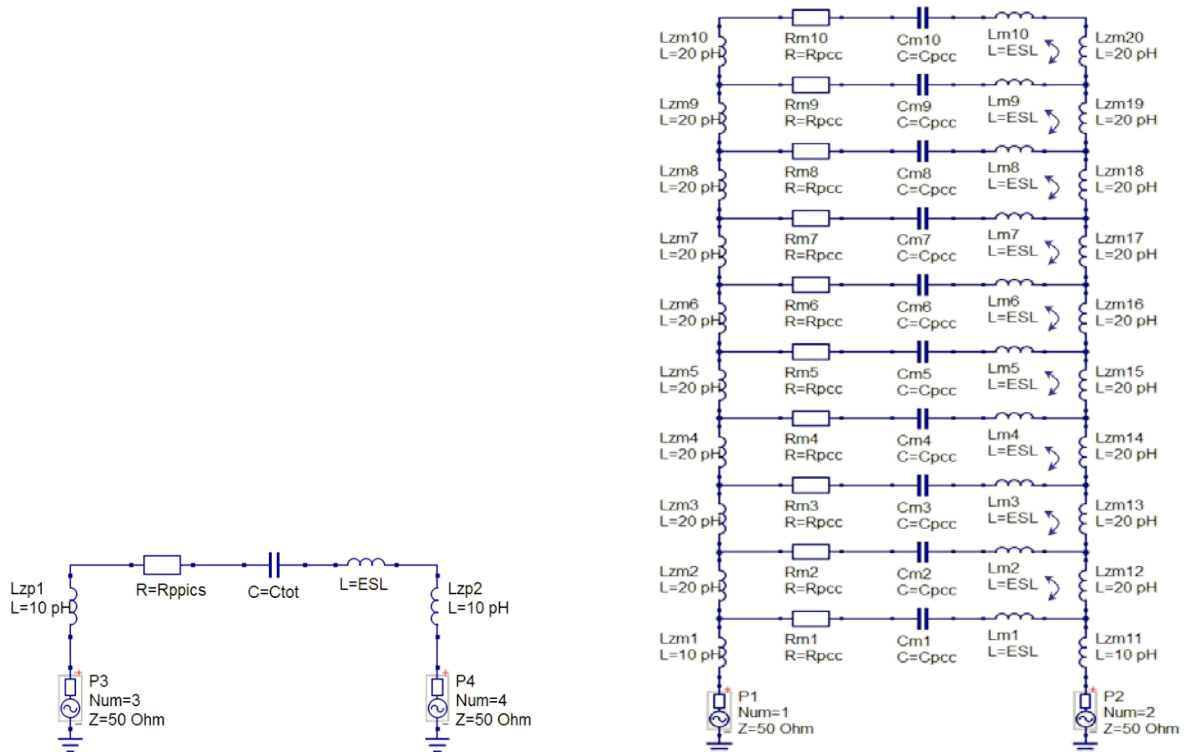 Lzm10
L=20 pH
Rm10
R=Rpcc
Cm10
C=Cpcc
Lm10
L=ESL
Lzm20
L=20 pH
Lzm9
L=20 pH
Rm9
R=Rpcc
Cm9
C=Cpcc
Lm9
L=ESL
Lzm19
L=20 pH
Lzm8
L=20 pH
Rm8
R=Rpcc
Cm8
C=Cpcc
Lm8
L=ESL
Lzm18
L=20 pH
Lzm7
L=20 pH
Rm7
R=Rpcc
Cm7
C=Cpcc
Lm7
L=ESL
Lzm17
L=20 pH
Lzm6
L=20 pH
Rm6
R=Rpcc
Cm6
C=Cpcc
Lm6
L=ESL
Lzm16
L=20 pH
Lzm5
L=20 pH
Rm5
R=Rpcc
Cm5
C=Cpcc
Lm5
L=ESL
Lzm15
L=20 pH
Lzm4
L=20 pH
Rm4
R=Rpcc
Cm4
C=Cpcc
Lm4
L=ESL
Lzm14
L=20 pH
Lzm3
L=20 pH
Rm3
R=Rpcc
Cm3
C=Cpcc
Lm3
L=ESL
Lzm13
L=20 pH
Lzm2
L=20 pH
Rm2
R=Rpcc
Cm2
C=Cpcc
Lm2
L=ESL
Lzm12
L=20 pH
Lzm1
L=10 pH
Rm1
R=Rpcc
Cm1
C=Cpcc
Lm1
L=ESL
Lzm11
L=10 pH
P1
Num=1
Z=50 Ohm
P2
Num=2
Z=50 Ohm
Lzp1
L=10 pH
R=Rppics
C=Ctot
L=ESL
Lzp2
L=10 pH
P3
Num=3
Z=50 Ohm
P4
Num=4
Z=50 Ohm